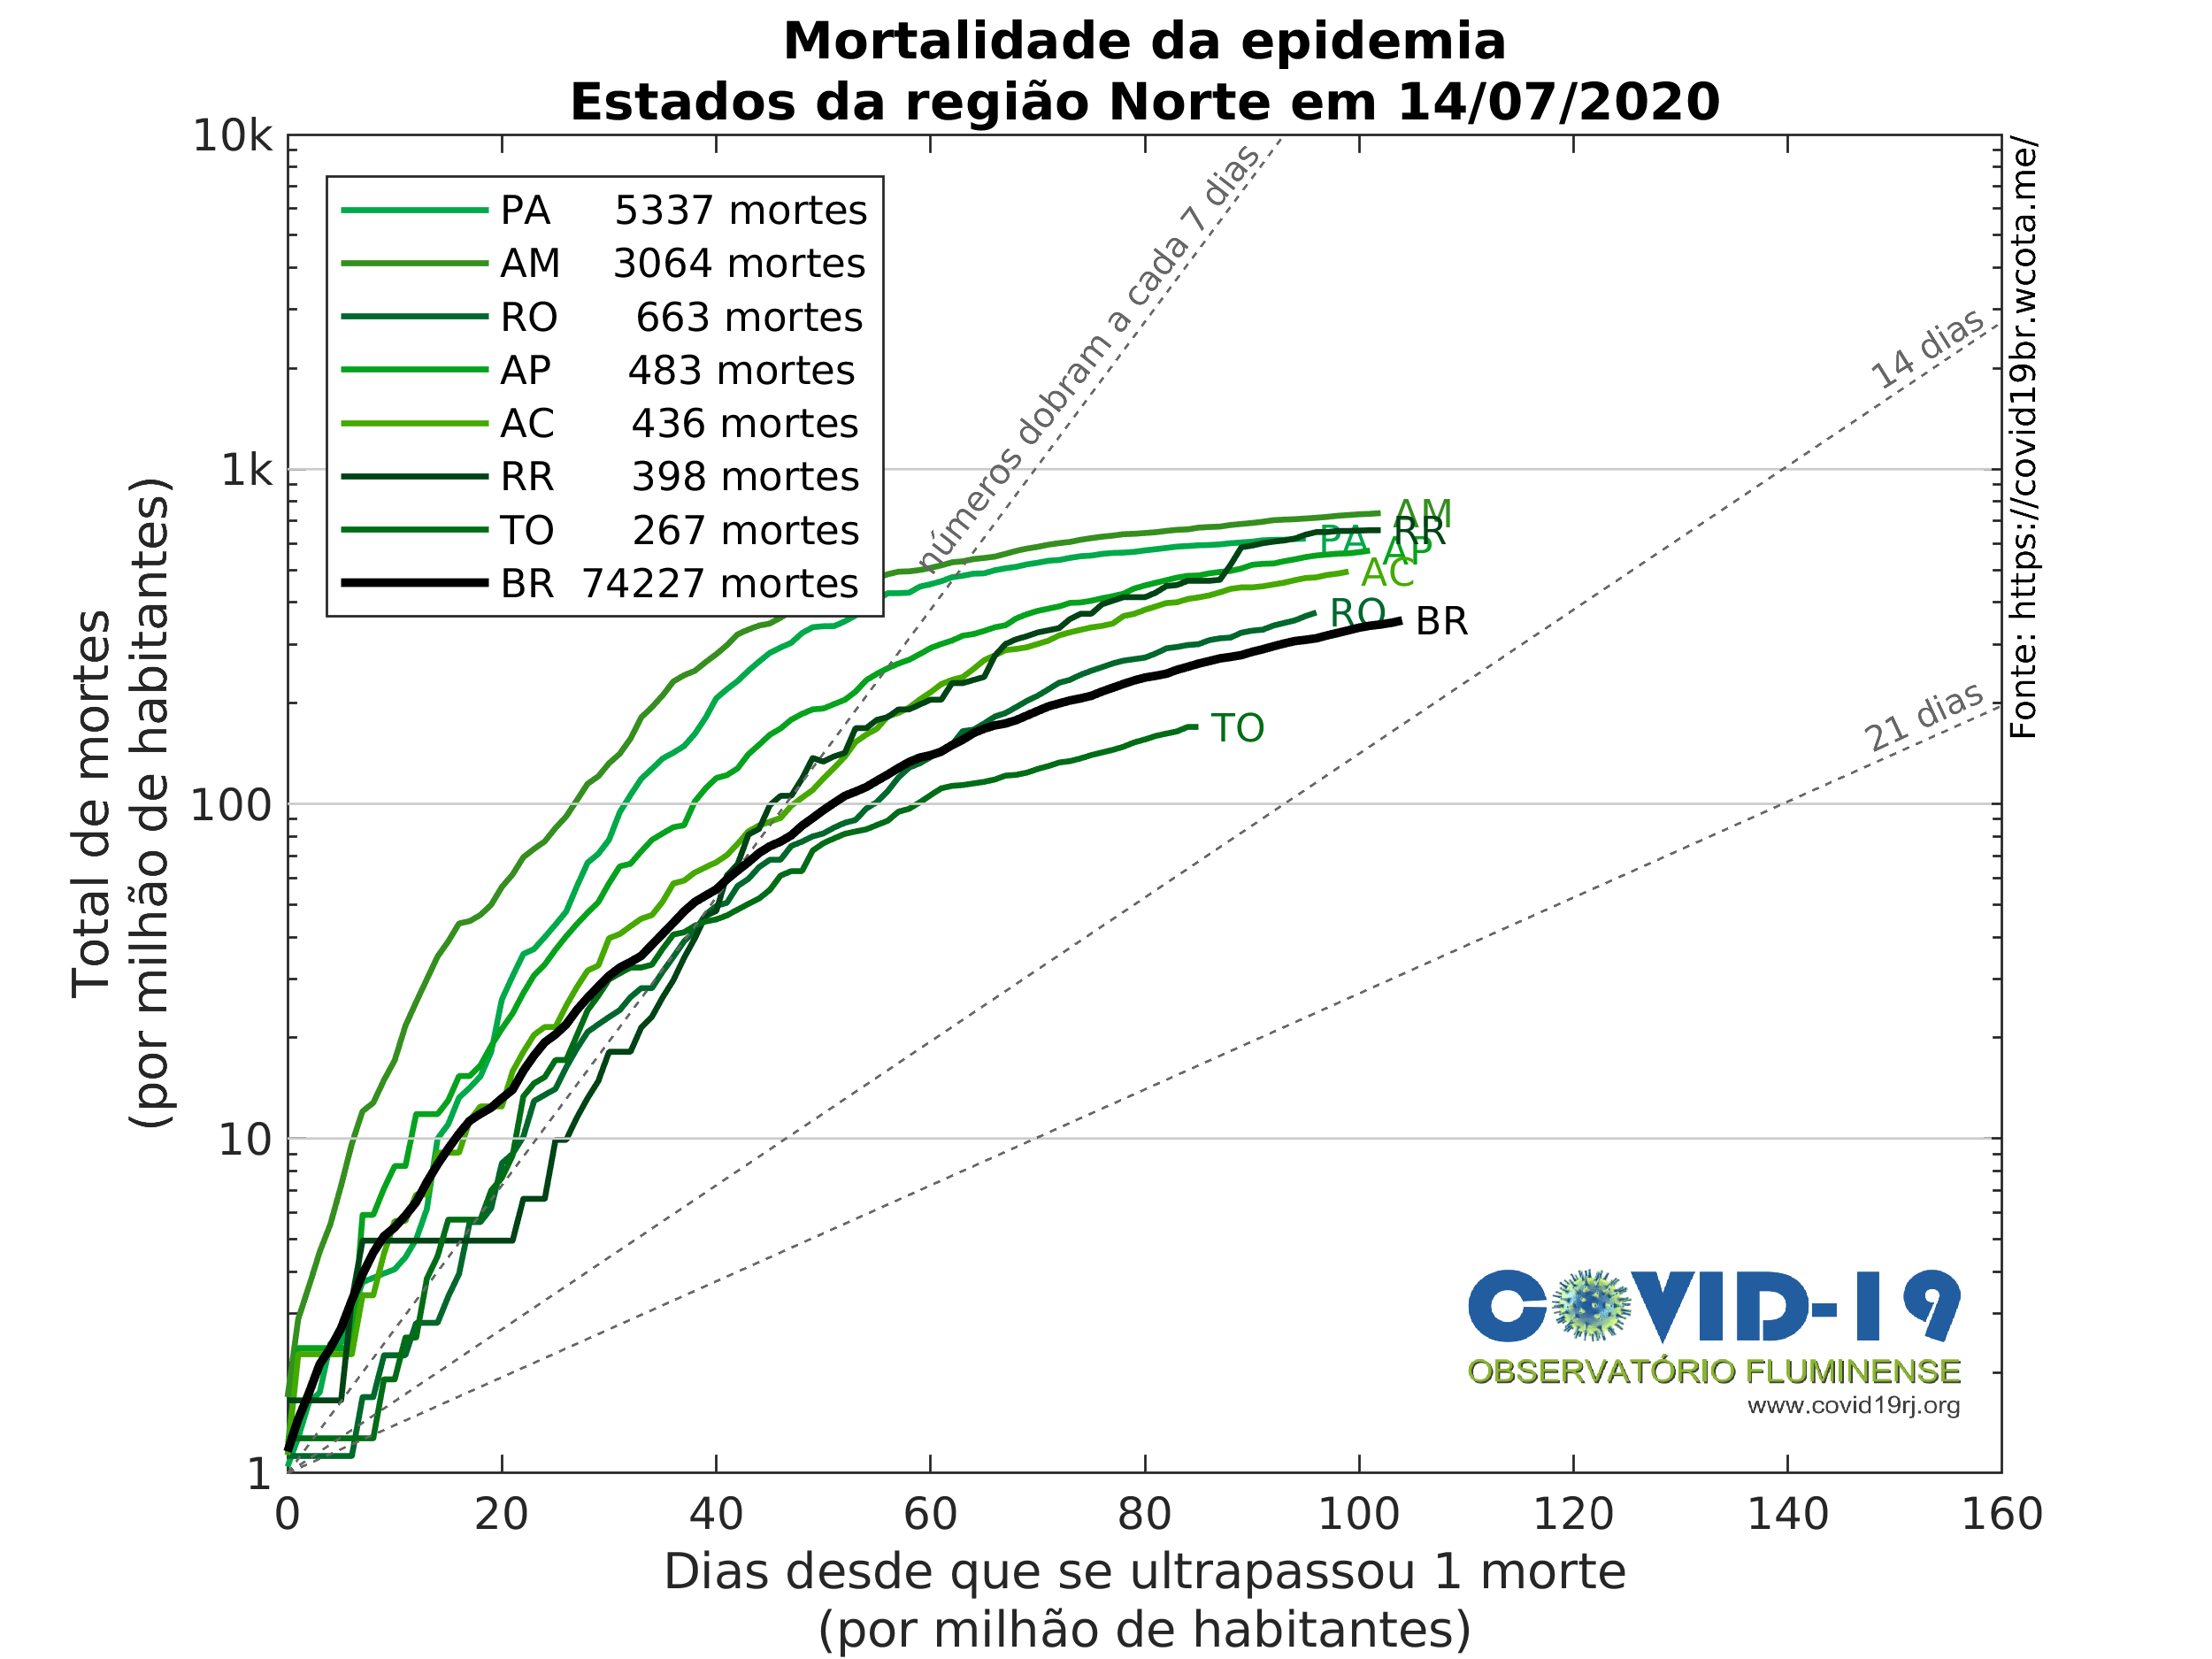 Mortalidade da epidemia
Estados da região Norte em 14/07/2020
10k
1k
100
10
1
Total de mortes
(por milhão de habitantes)
PA 5337 mortes
AM 3064 mortes
RO 663 mortes
AP 483 mortes
AC 436 mortes
RR 398 mortes
TO 267 mortes
BR 74227 mortes
números dobram a cada 7 dias
14 dias
21 dias
AM
RR
PA
AP
AC
RO
BR
TO
Fonte: https://covid19br.wcota.me/
COVID-19
OBSERVATÓRIO FLUMINENSE
www.covid19rj.org
0 20 40 60 80 100 120 140 160
Dias desde que se ultrapassou 1 morte
(por milhão de habitantes)